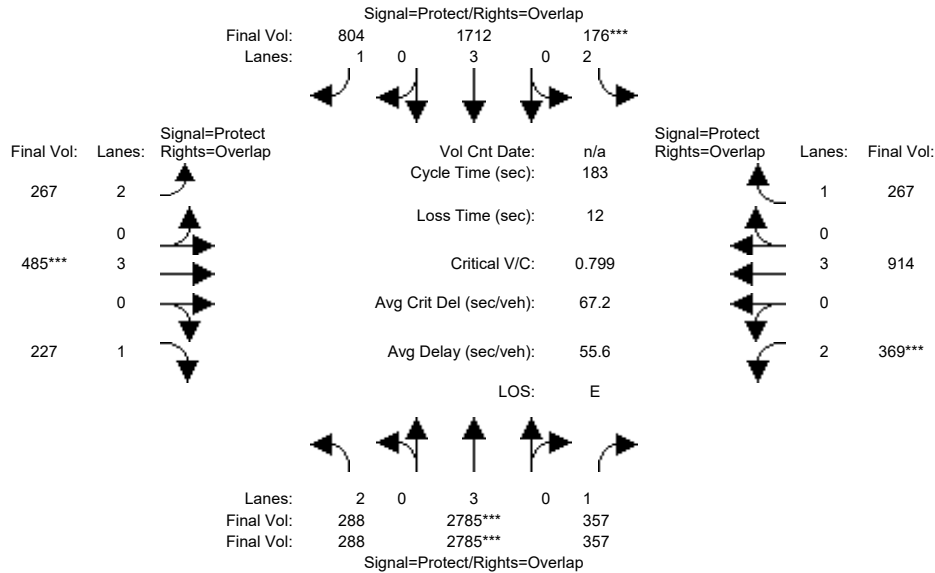 Signal=Protect/Rights=Overlap
Final Vol: 804 1712 176***
Lanes: 1 0 3 0 2
Signal=Protect
Final Vol: Lanes: Rights=Overlap
Vol Cnt Date: n/a
Signal=Protect
Rights=Overlap Lanes: Final Vol:
Cycle Time (sec): 183
267 2
1 267
Loss Time (sec): 12
0
0
485*** 3
Critical V/C: 0.799
3 914
0
Avg Crit Del (sec/veh): 67.2
0
227 1
Avg Delay (sec/veh): 55.6
2 369***
LOS: E
Lanes: 2 0 3 0 1
Final Vol: 288 2785*** 357
Final Vol: 288 2785*** 357
Signal=Protect/Rights=Overlap